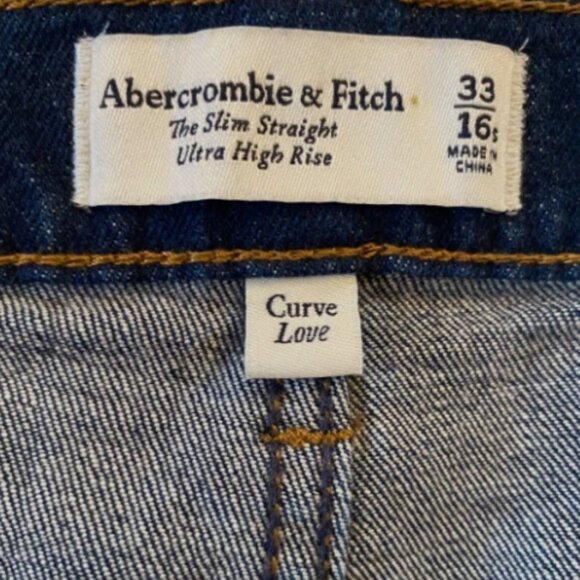 Abercrombie & Fitch
The Slim Straight
Ultra High Rise
33
16s
MADE IN
CHINA
Curve
Love